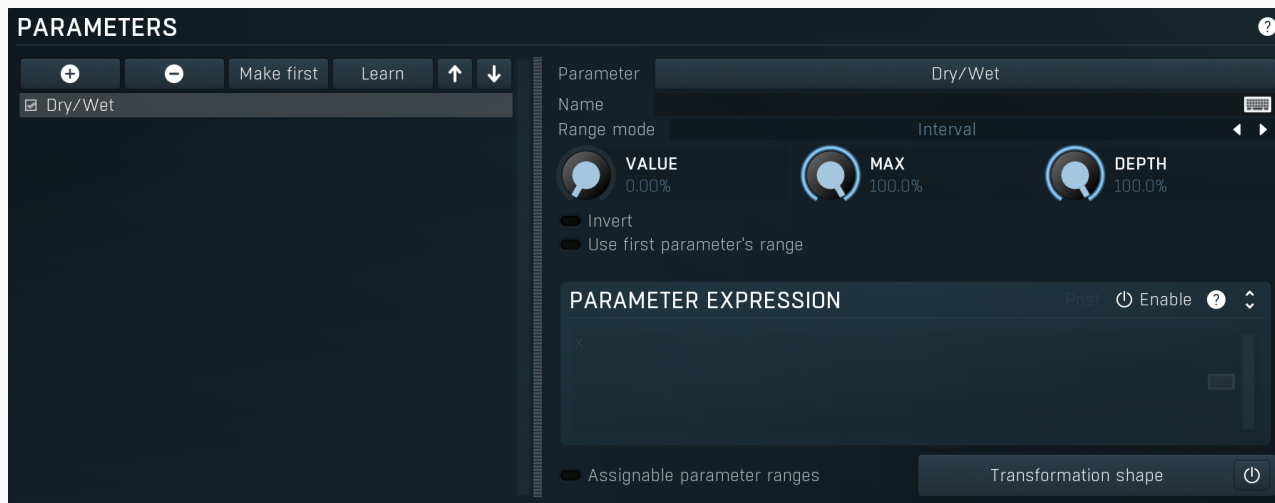 PARAMETERS
?
Make first
Learn
Dry/Wet
Parameter
Dry/Wet
Name
Range mode
Interval
VALUE
0.00%
MAX
100.0%
DEPTH
100.0%
Invert
Use first parameter's range
PARAMETER EXPRESSION
Post
Enable
?
x
Assignable parameter ranges
Transformation shape